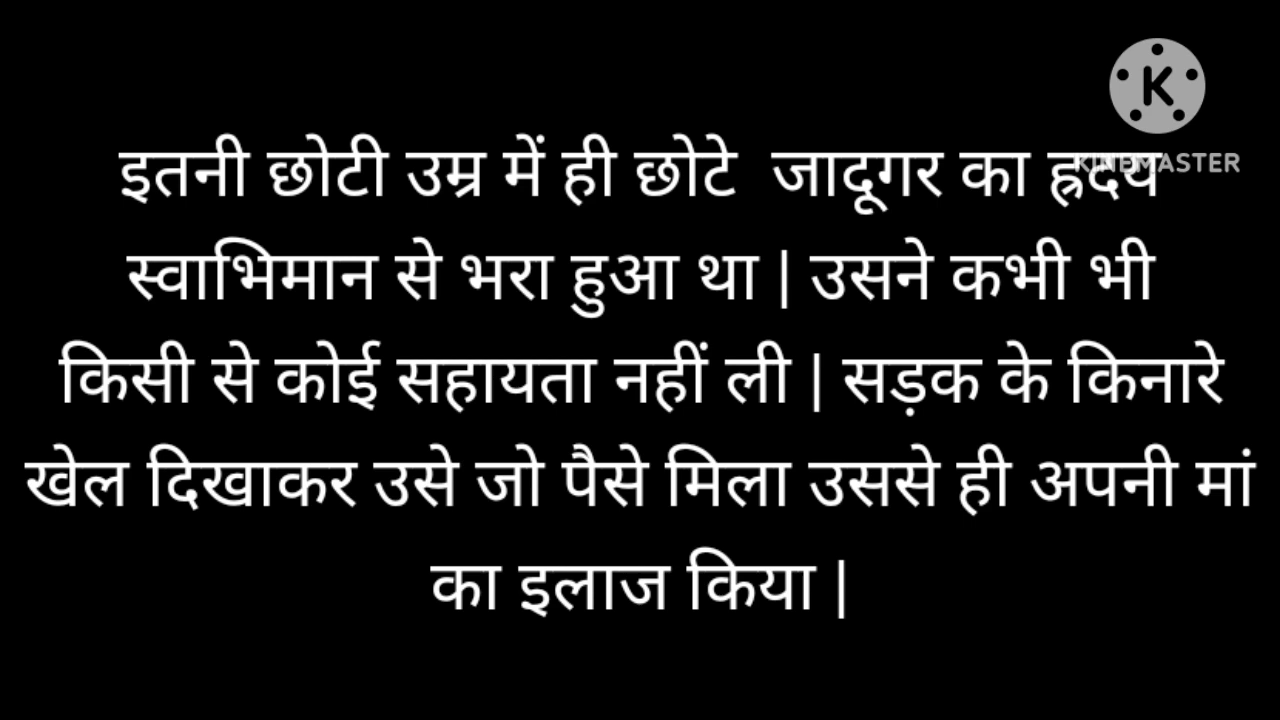 इतनी छोटी उम्र में ही छोटे जादूगर का ह्रदय
स्वाभिमान से भरा हुआ था | उसने कभी भी
किसी से कोई सहायता नहीं ली | सड़क के किनारे
खेल दिखाकर उसे जो पैसे मिला उससे ही अपनी मां
का इलाज किया |
K
KINEMASTER